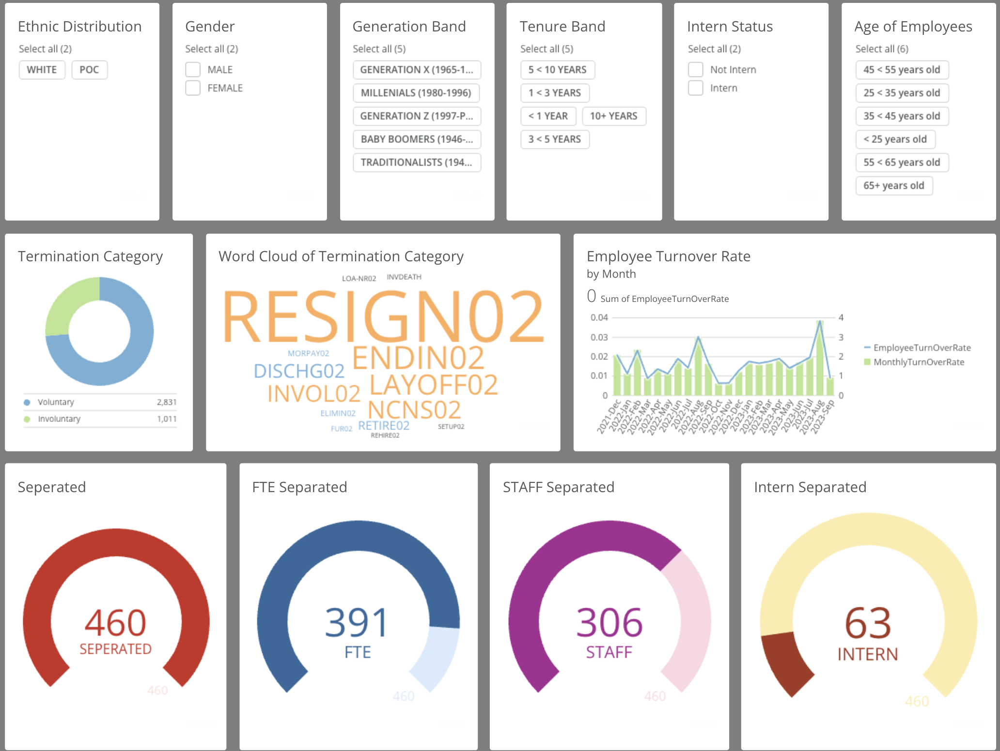 Ethnic Distribution
Select all (2)
WHITE POC
Gender
Select all (2)
MALE
FEMALE
Generation Band
Select all (5)
GENERATION X (1965-1...
MILLENIALS (1980-1996)
GENERATION Z (1997-P...
BABY BOOMERS (1946-...
TRADITIONALISTS (194...
Tenure Band
Select all (5)
5 < 10 YEARS
1 < 3 YEARS
< 1 YEAR 10+ YEARS
3 < 5 YEARS
Intern Status
Select all (2)
Not Intern
Intern
Age of Employees
Select all (6)
45 < 55 years old
25 < 35 years old
35 < 45 years old
< 25 years old
55 < 65 years old
65+ years old
Termination Category
Voluntary 2,831
Involuntary 1,011
Word Cloud of Termination Category
LOA-NR02 INVDEATH
RESIGN02
MORPAY02 ENDIN02
DISCHG02
INVOL02 LAYOFF02
ELIMIN02 NCNS02
FUR02 RETIRE02 SETUP02
REHIRE02
Employee Turnover Rate
by Month
0 Sum of EmployeeTurnOverRate
0.04 4
0.03 3
0.02 2
0.01 1
0 0
2021-Dec 2022-Jan 2022-Feb 2022-Mar 2022-Apr 2022-May 2022-Jun 2022-Jul 2022-Aug 2022-Sep 2022-Oct 2022-Nov 2022-Dec 2023-Jan 2023-Feb 2023-Mar 2023-Apr 2023-May 2023-Jun 2023-Jul 2023-Aug 2023-Sep
EmployeeTurnOverRate
MonthlyTurnOverRate
Seperated
460
SEPERATED
460
FTE Separated
391
FTE
460
STAFF Separated
306
STAFF
460
Intern Separated
63
INTERN
460